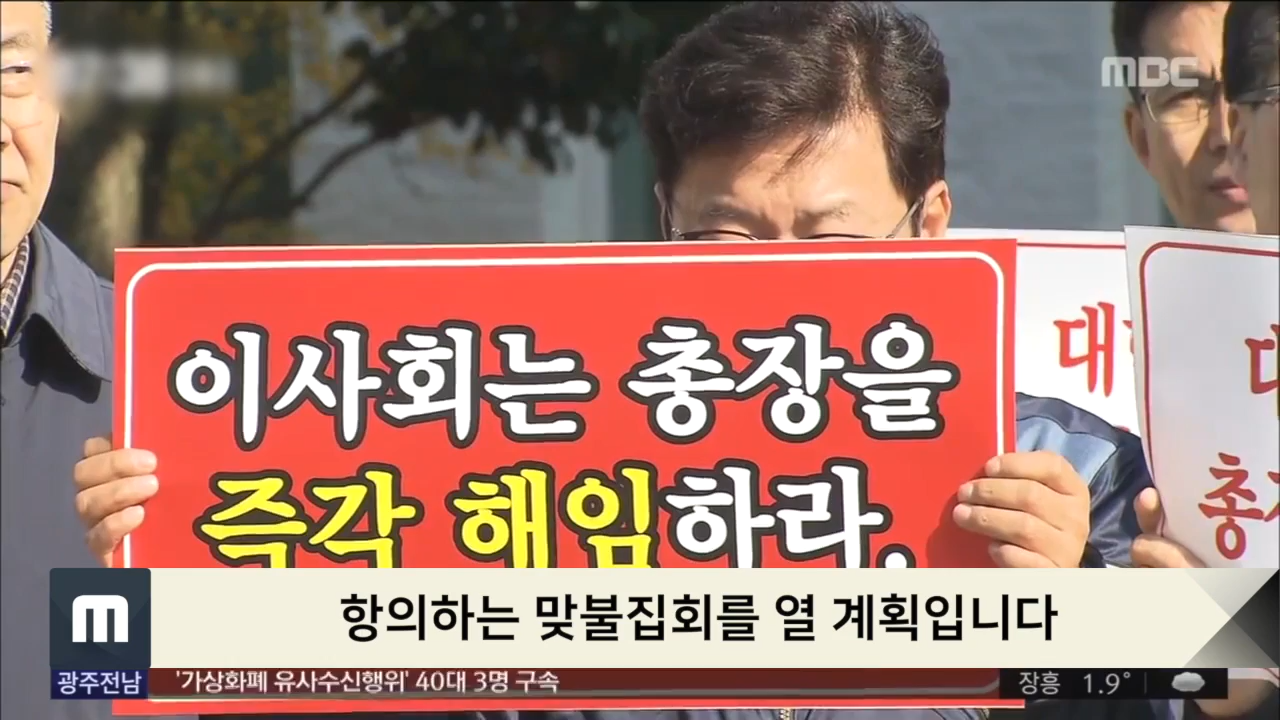 MBC
이사회는 총장을
즉각 해임하라.
대
총
항의하는 맞불집회를 열 계획입니다
광주전남 '가상화폐 유사수신행위' 40대 3명 구속 장흥 1.9°